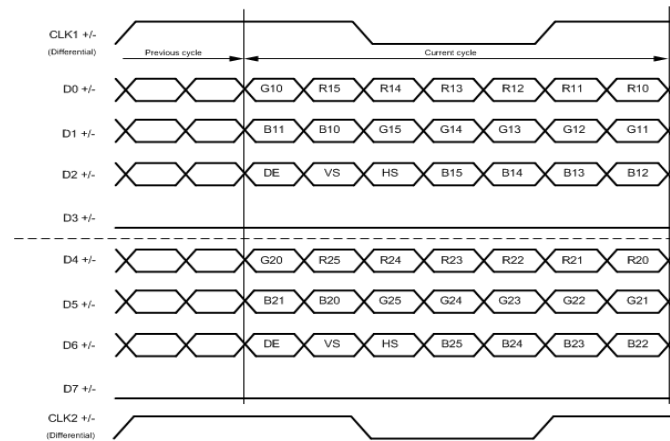 CLK1 +/-
(Differential)
Previous cycle Current cycle
D0 +/- G10 R15 R14 R13 R12 R11 R10
D1 +/- B11 B10 G15 G14 G13 G12 G11
D2 +/- DE VS HS B15 B14 B13 B12
D3 +/-
D4 +/- G20 R25 R24 R23 R22 R21 R20
D5 +/- B21 B20 G25 G24 G23 G22 G21
D6 +/- DE VS HS B25 B24 B23 B22
D7 +/-
CLK2 +/-
(Differential)